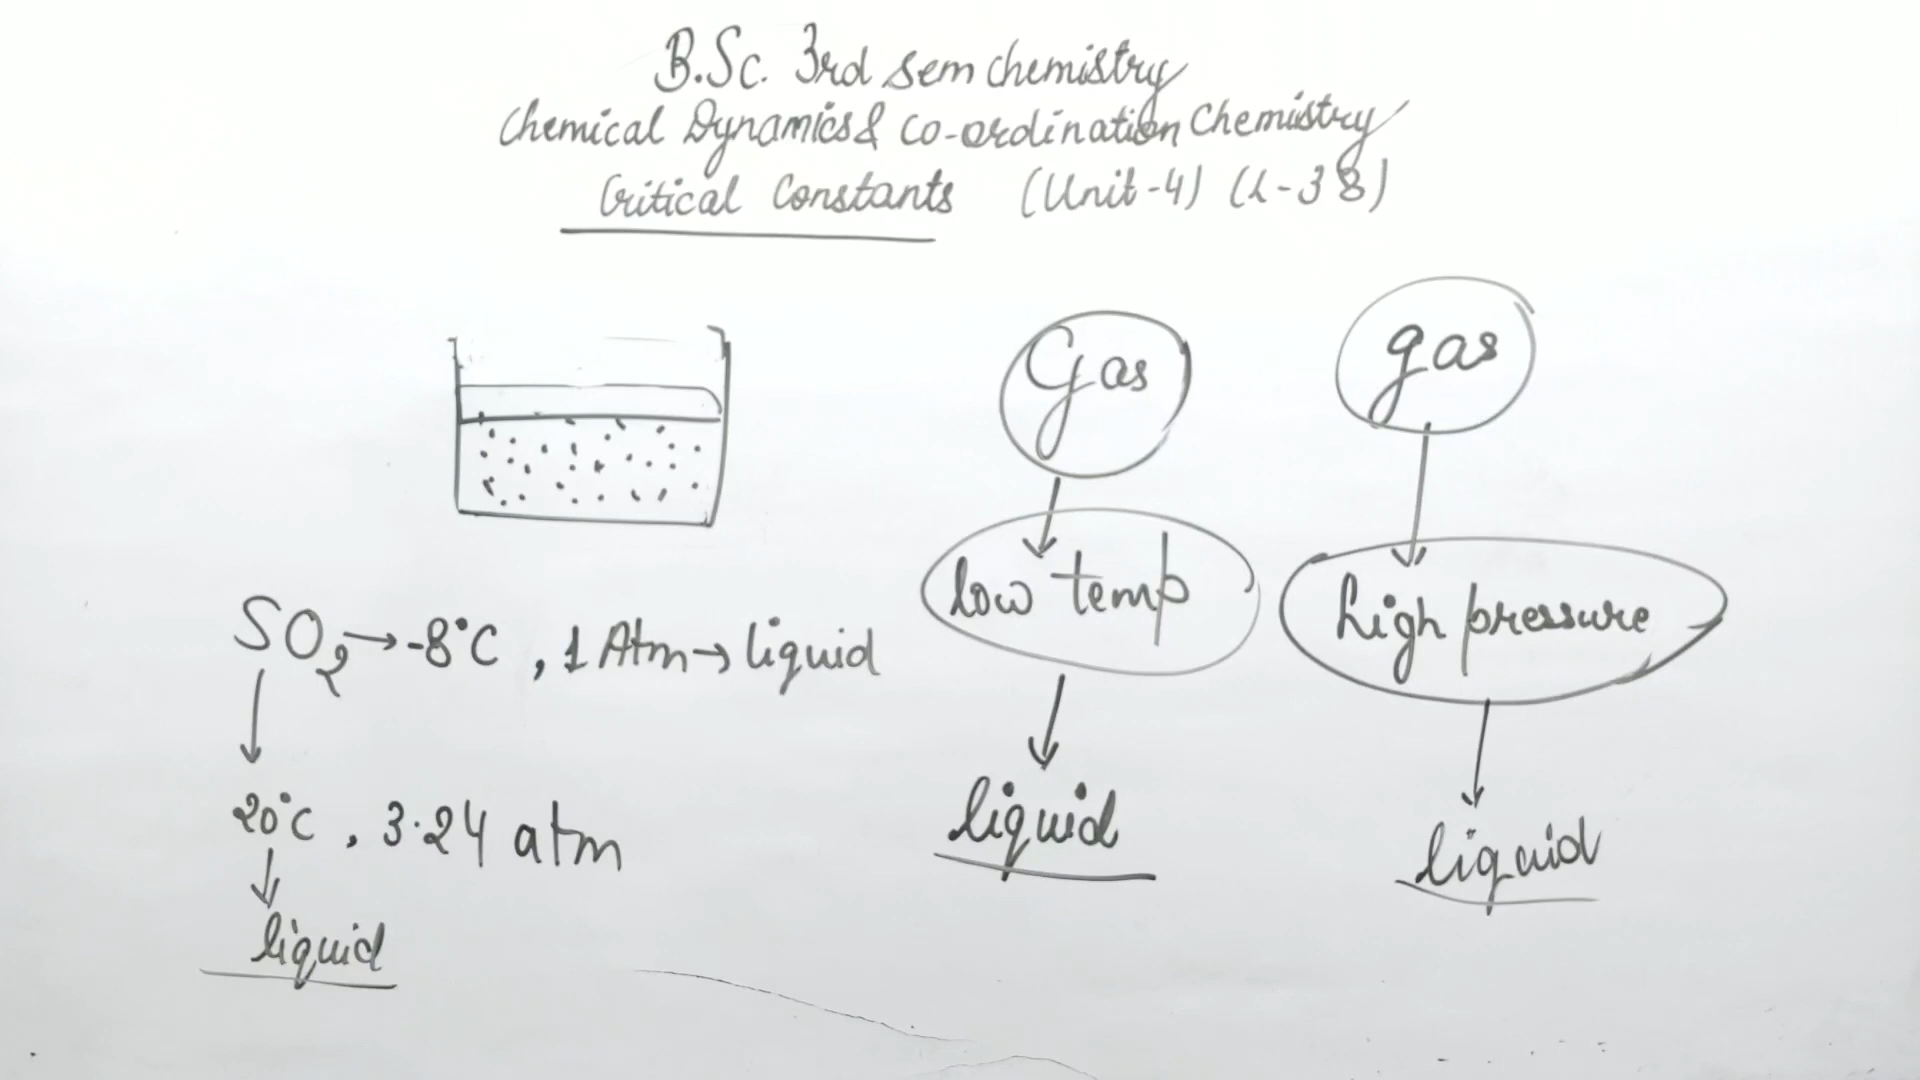 B.Sc. 3rd sem chemistry
Chemical Dynamics & co-ordination Chemistry
Critical Constants (Unit-4) (L-38)
Gas
gas
low temp
high pressure
SO₂→-8°C, 1 Atm→liquid
20°C, 3.24 atm
liquid
liquid
liquid